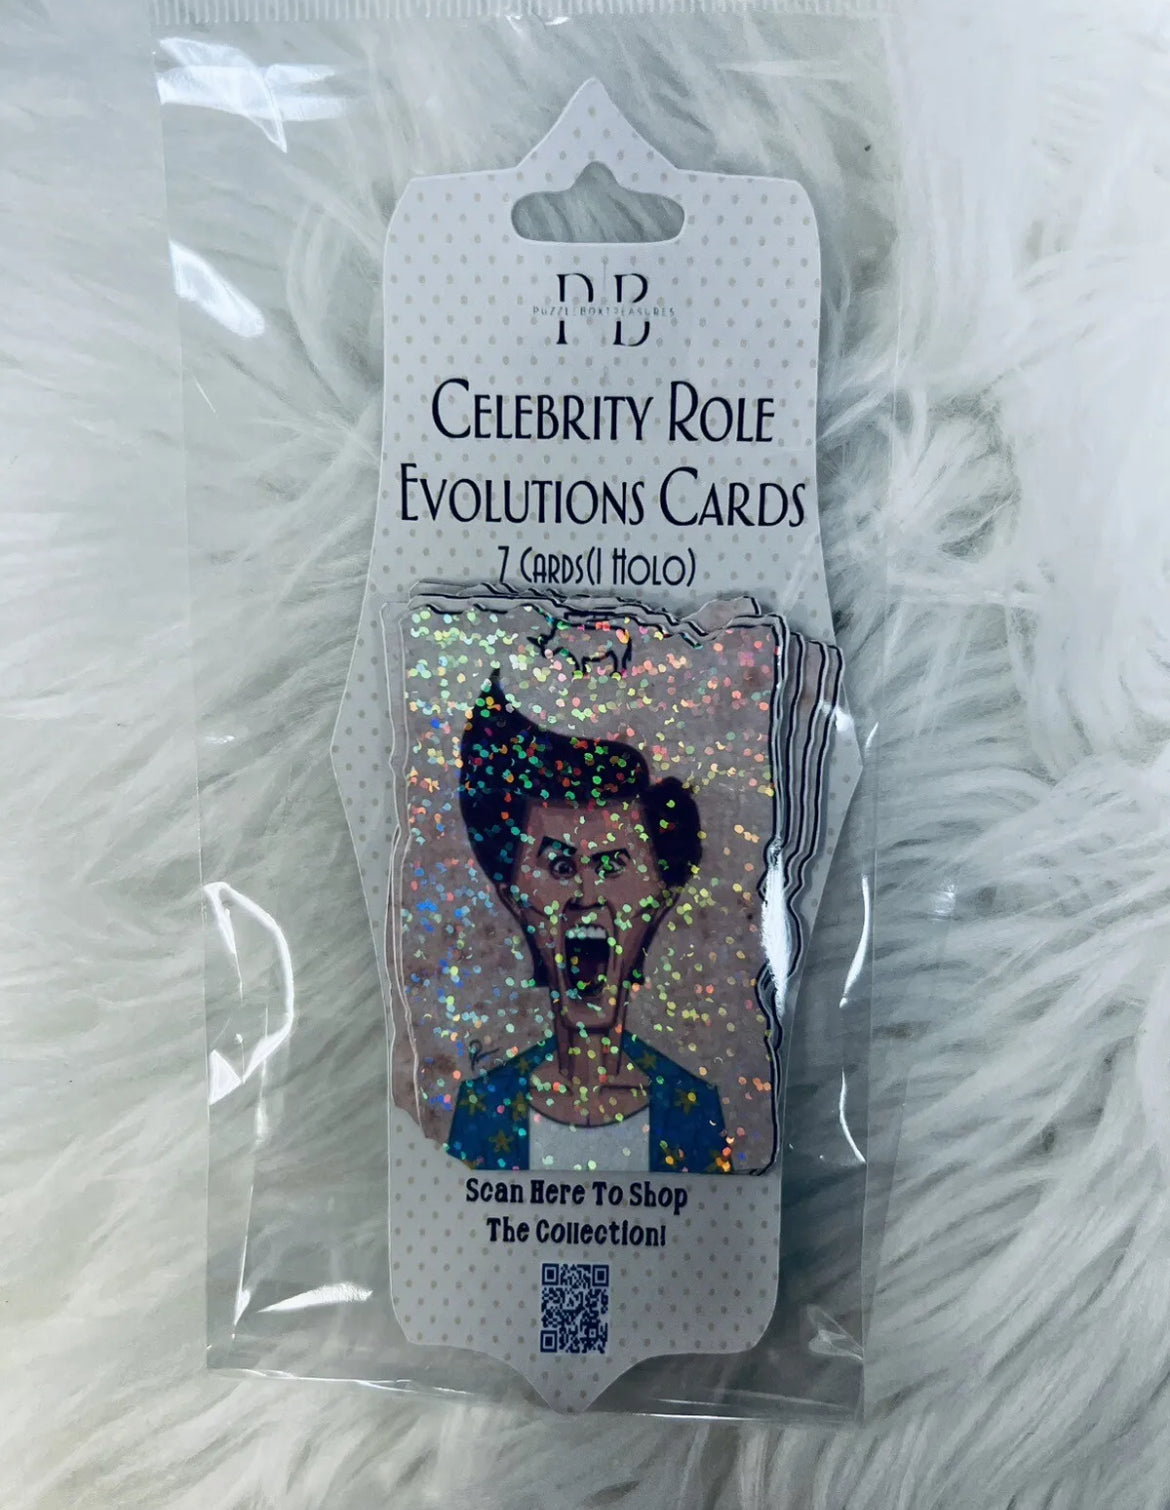 PB
PUZZLEBOXTREASURES
CELEBRITY ROLE
EVOLUTIONS CARDS
7 CARDS(1 HOLO)
Scan Here To Shop
The Collection!